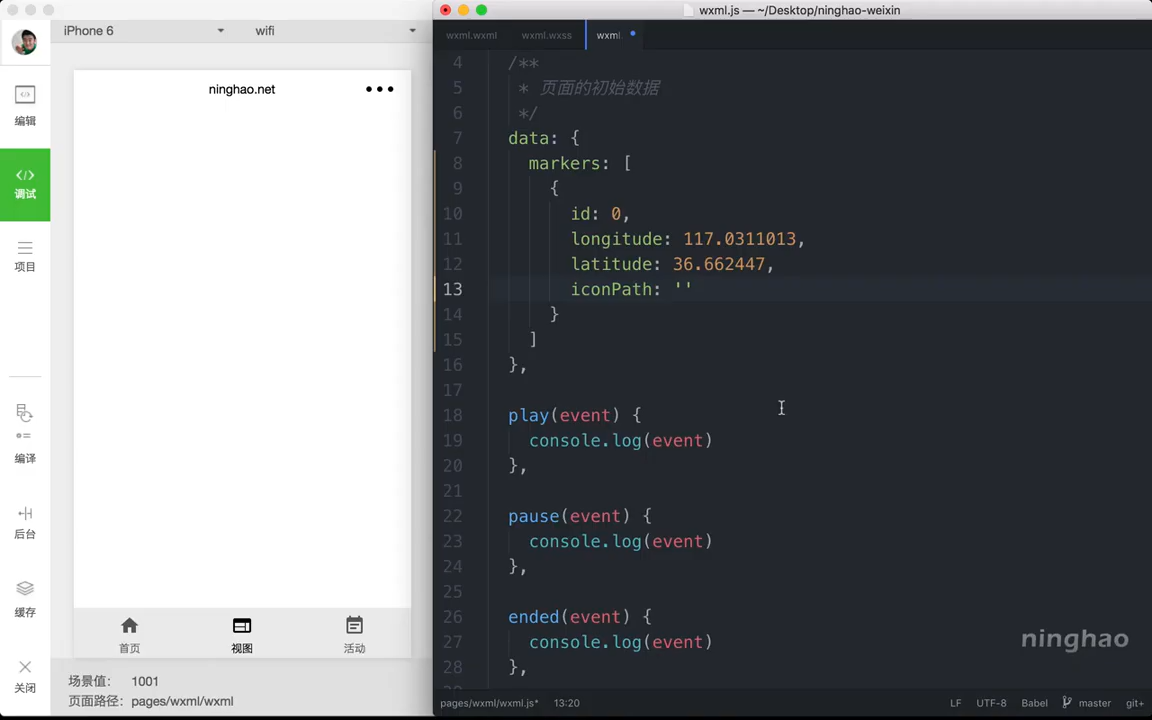 iPhone 6
wifi
编辑
调试
项目
编译
后台
缓存
关闭
ninghao.net
首页
视图
活动
场景值： 1001
页面路径： pages/wxml/wxml
wxml.js — ~/Desktop/ninghao-weixin
wxml.wxml
wxml.wxss
wxml.
4 /**
5 * 页面的初始数据
6 */
7 data: {
8 markers: [
9 {
10 id: 0,
11 longitude: 117.0311013,
12 latitude: 36.662447,
13 iconPath: ''
14 }
15 ]
16 },
17
18 play(event) {
19 console.log(event)
20 },
21
22 pause(event) {
23 console.log(event)
24 },
25
26 ended(event) {
27 console.log(event)
28 },
ninghao
pages/wxml/wxml.js* 13:20
LF UTF-8 Babel master git+